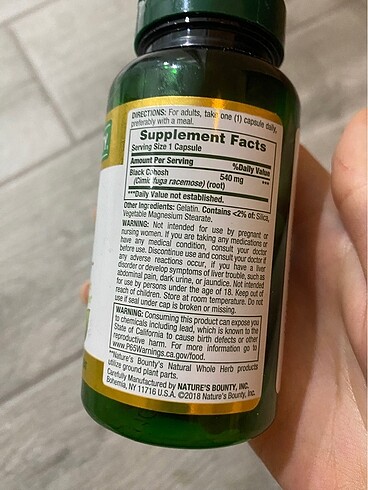 DIRECTIONS: For adults, take one (1) capsule daily,
preferably with a meal.
Supplement Facts
Serving Size 1 Capsule
Amount Per Serving %Daily Value
Black Cohosh 540 mg ***
(Cimicifuga racemose) (root)
***Daily Value not established.
Other Ingredients: Gelatin. Contains <2% of: Silica,
Vegetable Magnesium Stearate.
WARNING: Not intended for use by pregnant or
nursing women. If you are taking any medications or
have any medical condition, consult your doctor
before use. Discontinue use and consult your doctor if
any adverse reactions occur, if you have a liver
disorder or develop symptoms of liver trouble, such as
abdominal pain, dark urine, or jaundice. Not intended
for use by persons under the age of 18. Keep out of
reach of children. Store at room temperature. Do not
use if seal under cap is broken or missing.
WARNING: Consuming this product can expose you
to chemicals including lead, which is known to the
State of California to cause birth defects or other
reproductive harm. For more information go to
www.P65Warnings.ca.gov/food.
**Nature's Bounty's Natural Whole Herb products
utilize ground plant parts.
Carefully Manufactured by NATURE'S BOUNTY, INC.
Bohemia, NY 11716 U.S.A. ©2018 Nature's Bounty, Inc.